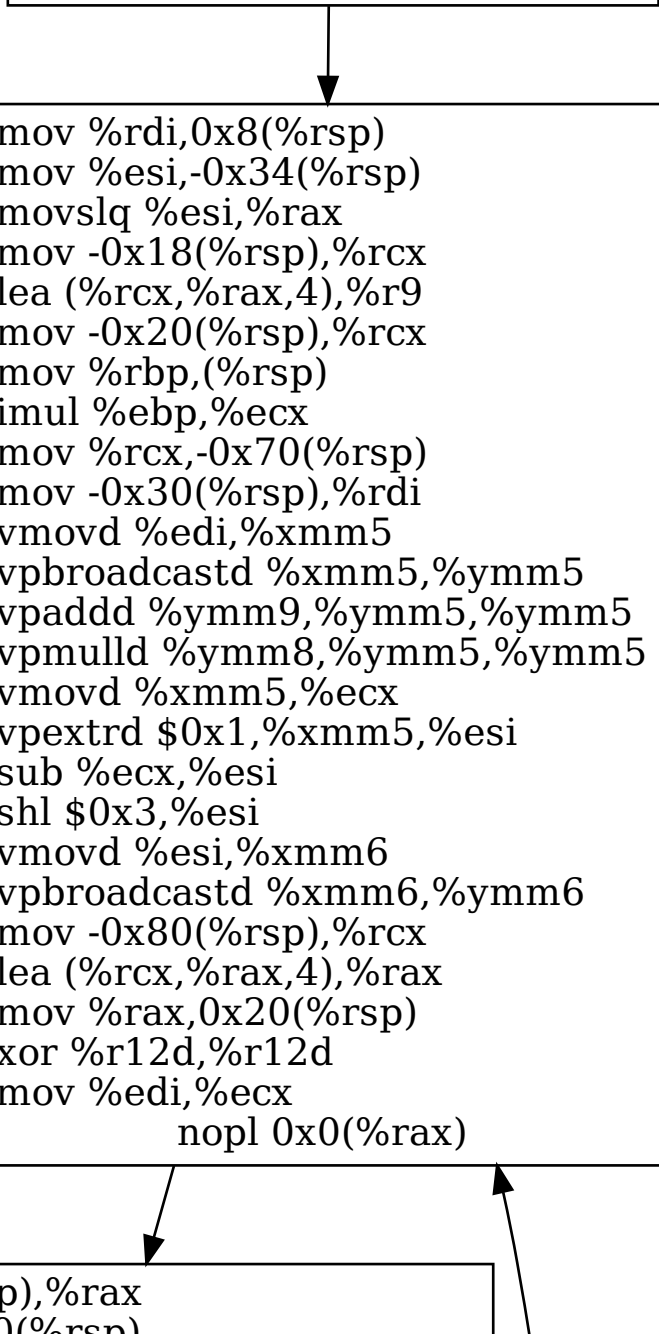 mov %rdi,0x8(%rsp)
mov %esi,-0x34(%rsp)
movslq %esi,%rax
mov -0x18(%rsp),%rcx
lea (%rcx,%rax,4),%r9
mov -0x20(%rsp),%rcx
mov %rbp,(%rsp)
imul %ebp,%ecx
mov %rcx,-0x70(%rsp)
mov -0x30(%rsp),%rdi
vmovd %edi,%xmm5
vpbroadcastd %xmm5,%ymm5
vpaddd %ymm9,%ymm5,%ymm5
vpmulld %ymm8,%ymm5,%ymm5
vmovd %xmm5,%ecx
vpextrd $0x1,%xmm5,%esi
sub %ecx,%esi
shl $0x3,%esi
vmovd %esi,%xmm6
vpbroadcastd %xmm6,%ymm6
mov -0x80(%rsp),%rcx
lea (%rcx,%rax,4),%rax
mov %rax,0x20(%rsp)
xor %r12d,%r12d
mov %edi,%ecx
nopl 0x0(%rax)
p),%rax
0(%rsp)